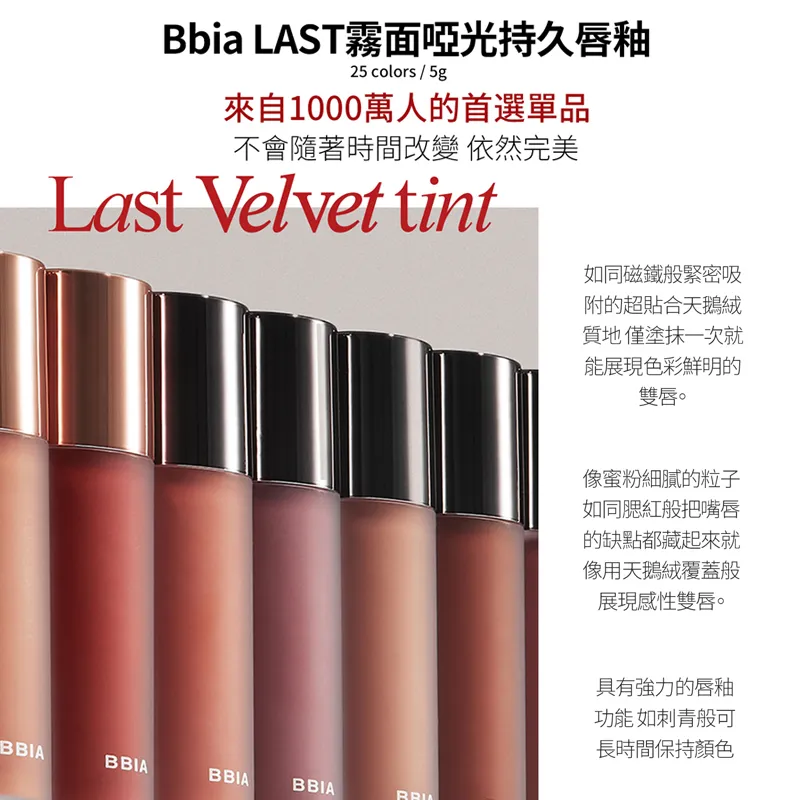 Bbia LAST霧面啞光持久唇釉
25 colors / 5g
來自1000萬人的首選單品
不會隨著時間改變 依然完美
Last Velvet tint
如同磁鐵般緊密吸
附的超貼合天鵝絨
質地 僅塗抹一次就
能展現色彩鮮明的
雙唇。
像蜜粉細膩的粒子
如同腮紅般把嘴唇
的缺點都藏起來就
像用天鵝絨覆蓋般
展現感性雙唇。
具有強力的唇釉
功能 如刺青般可
長時間保持顏色
BBIA
BBIA
BBIA
BBIA
BBIA